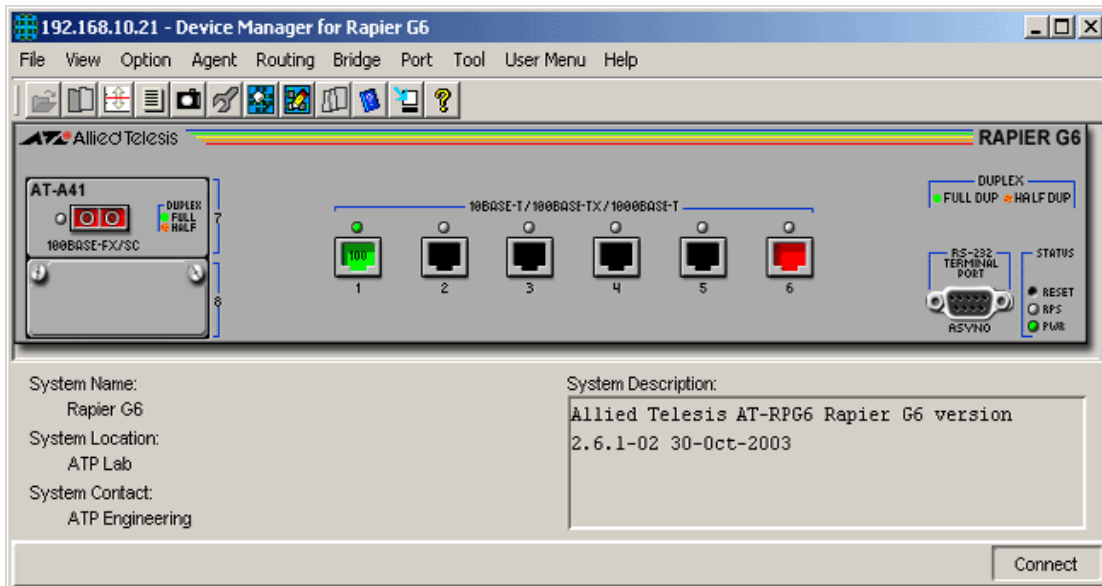 192.168.10.21 - Device Manager for Rapier G6
File View Option Agent Routing Bridge Port Tool User Menu Help
Allied Telesis
RAPIER G6
AT-A41
DUPLEX
FULL
HALF
100BASE-FX/SC
7
8
10BASE-T/100BASE-TX/1000BASE-T
100
1 2 3 4 5 6
DUPLEX
FULL DUP HALF DUP
RS-232
TERMINAL
PORT
ASYN0
STATUS
RESET
RPS
PWR
System Name:
Rapier G6
System Location:
ATP Lab
System Contact:
ATP Engineering
System Description:
Allied Telesis AT-RPG6 Rapier G6 version
2.6.1-02 30-Oct-2003
Connect